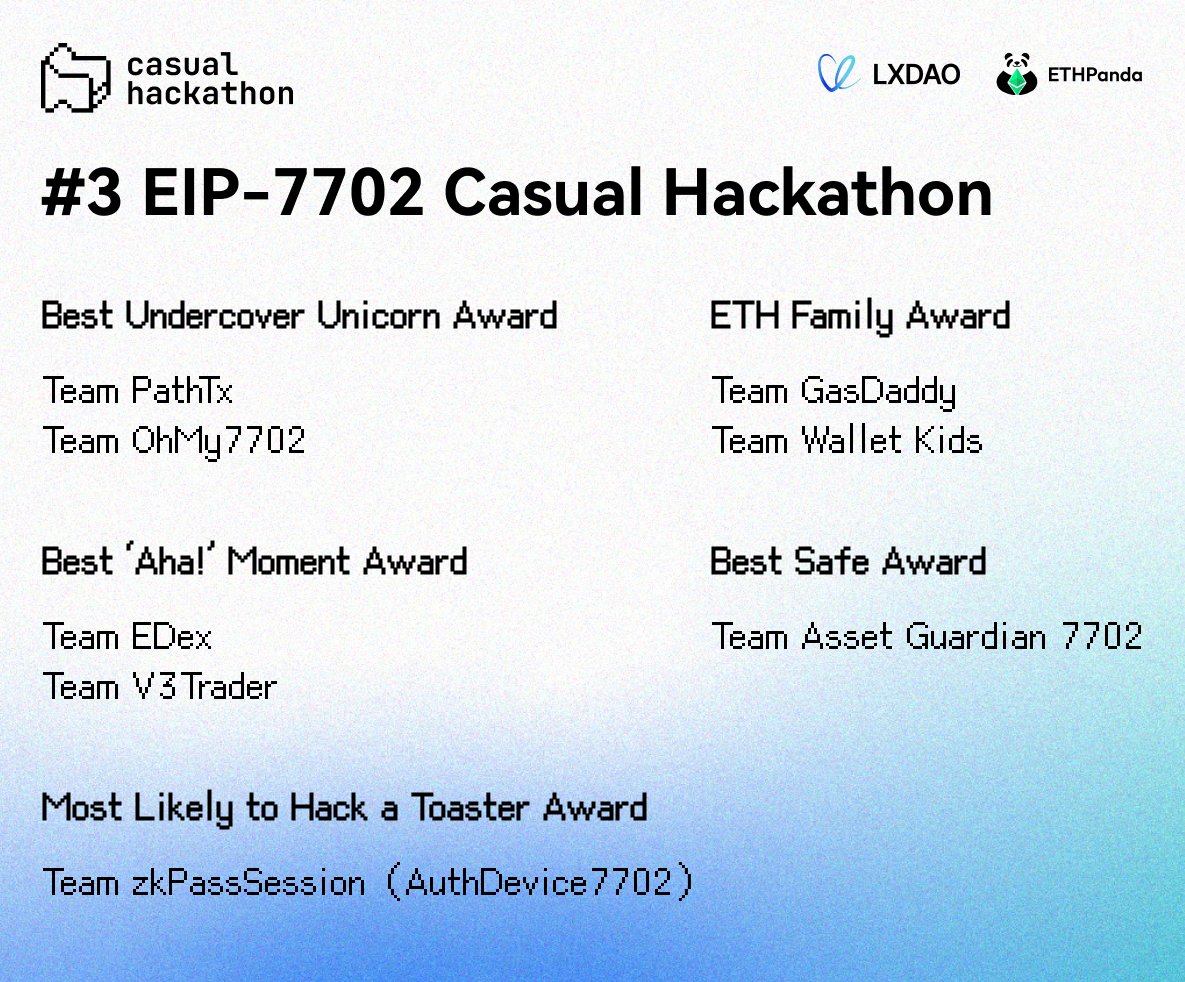 casual
hackathon
LXDAO
ETHPanda
#3 EIP-7702 Casual Hackathon
Best Undercover Unicorn Award
Team PathTx
Team OhMy7702
ETH Family Award
Team GasDaddy
Team Wallet Kids
Best ‘Aha!’ Moment Award
Team EDex
Team V3Trader
Best Safe Award
Team Asset Guardian 7702
Most Likely to Hack a Toaster Award
Team zkPassSession (AuthDevice7702)